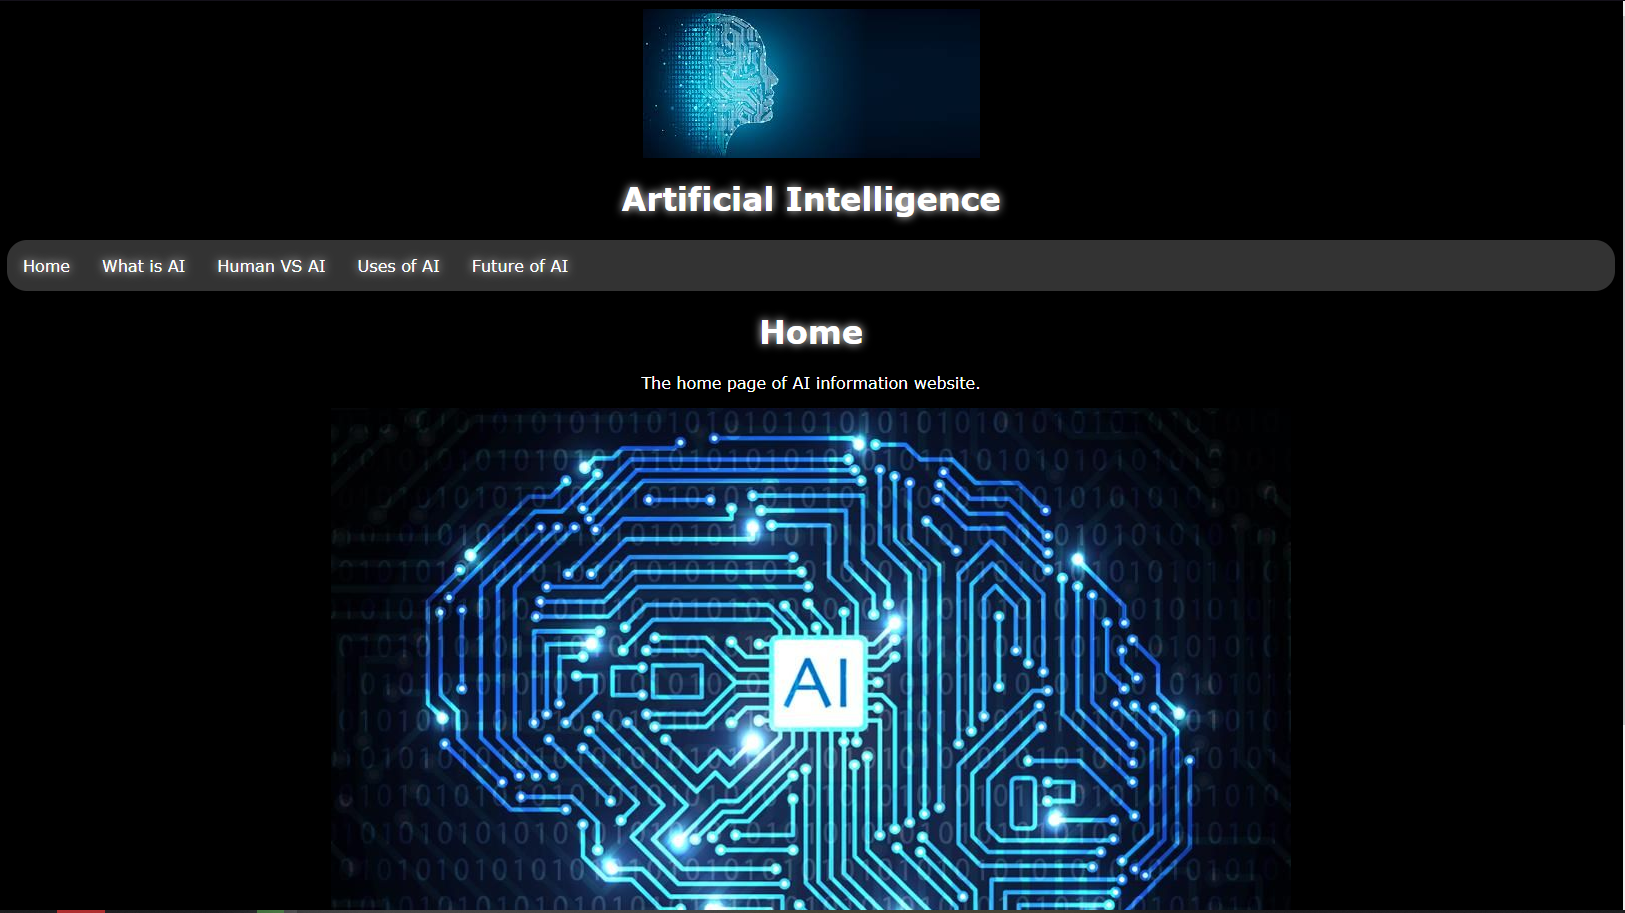 Artificial Intelligence
Home What is AI Human VS AI Uses of AI Future of AI
Home
The home page of AI information website.
AI